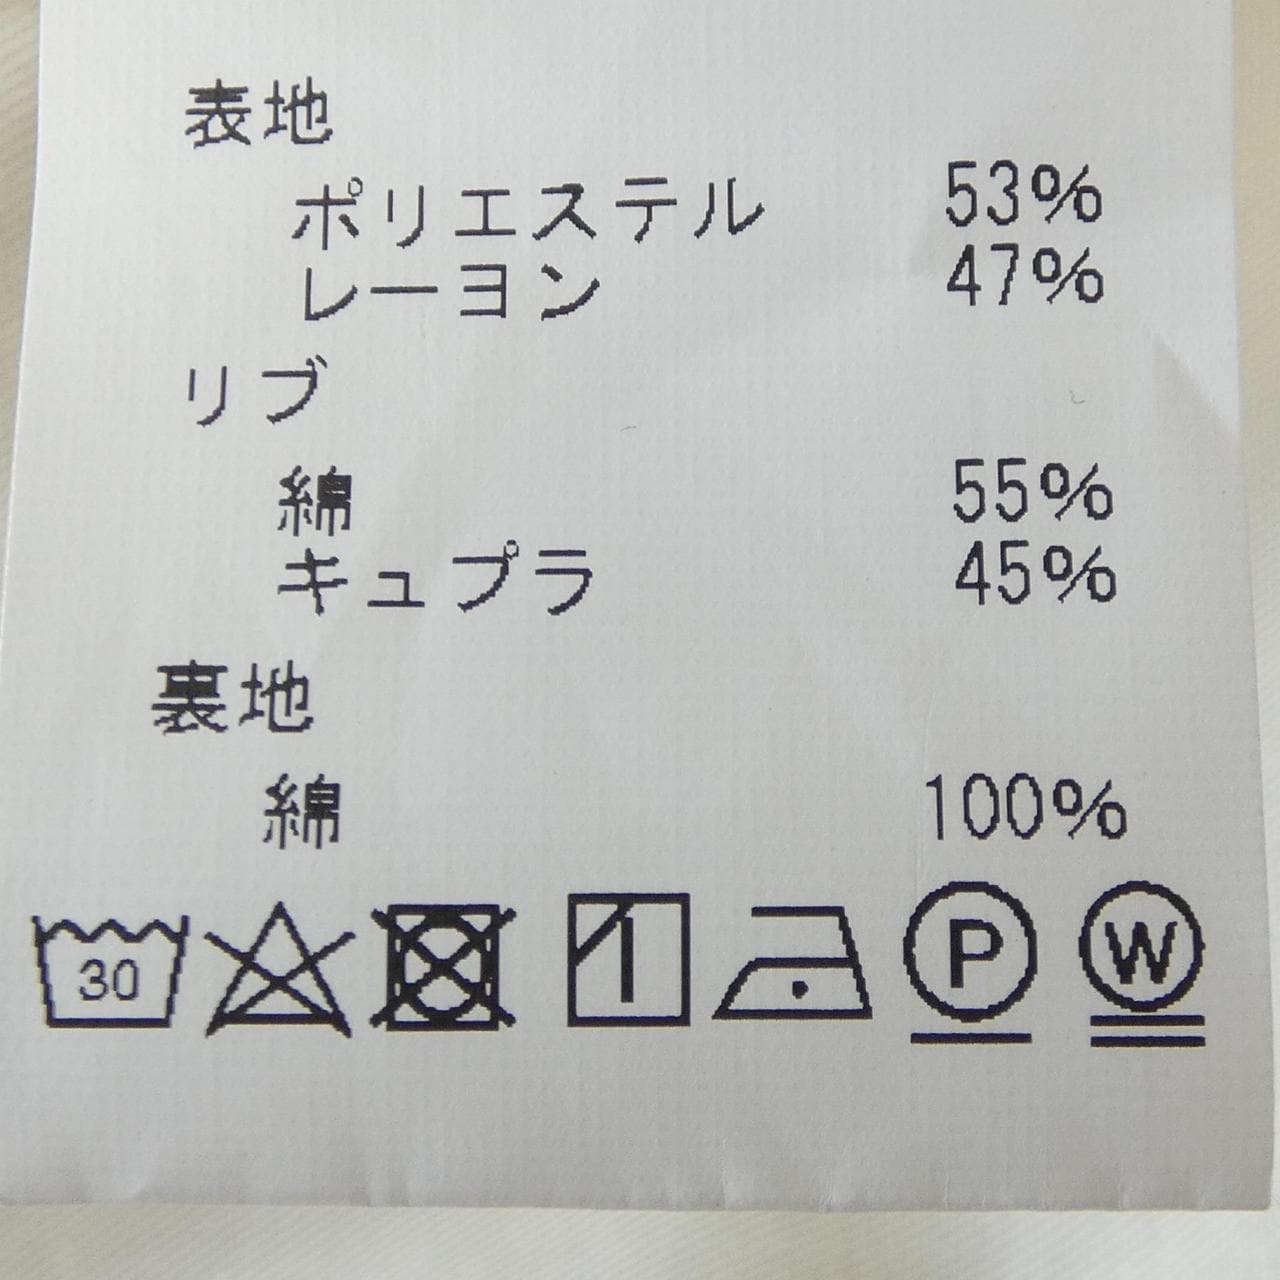 表地
ポリエステル 53%
レーヨン 47%
リブ
綿 55%
キュプラ 45%
裏地
綿 100%
30 P W